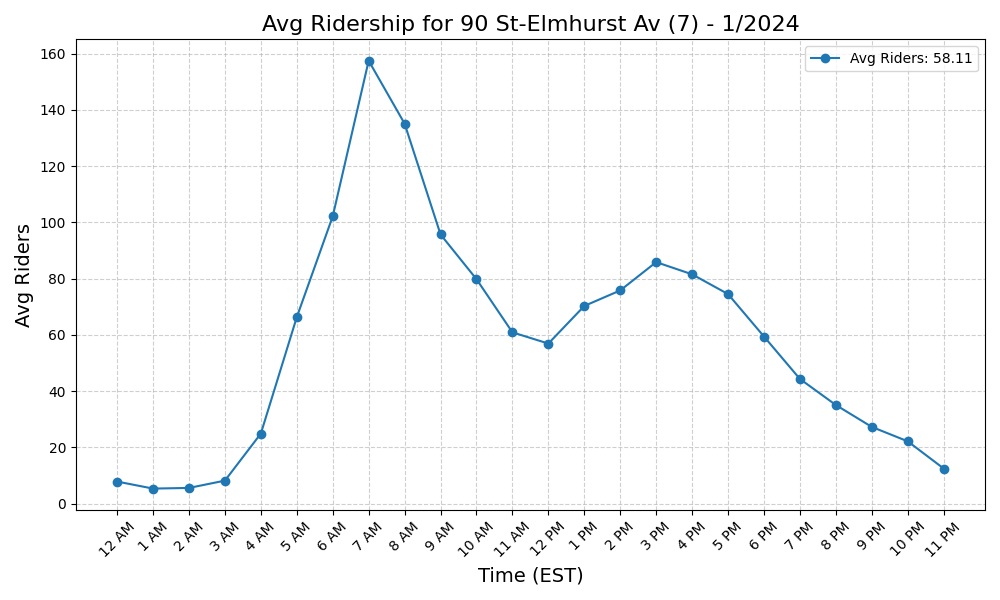 Avg Ridership for 90 St-Elmhurst Av (7) - 1/2024
Avg Riders: 58.11
160
140
120
100
80
60
40
20
0
Avg Riders
12 AM
1 AM
2 AM
3 AM
4 AM
5 AM
6 AM
7 AM
8 AM
9 AM
10 AM
11 AM
12 PM
1 PM
2 PM
3 PM
4 PM
5 PM
6 PM
7 PM
8 PM
9 PM
10 PM
11 PM
Time (EST)